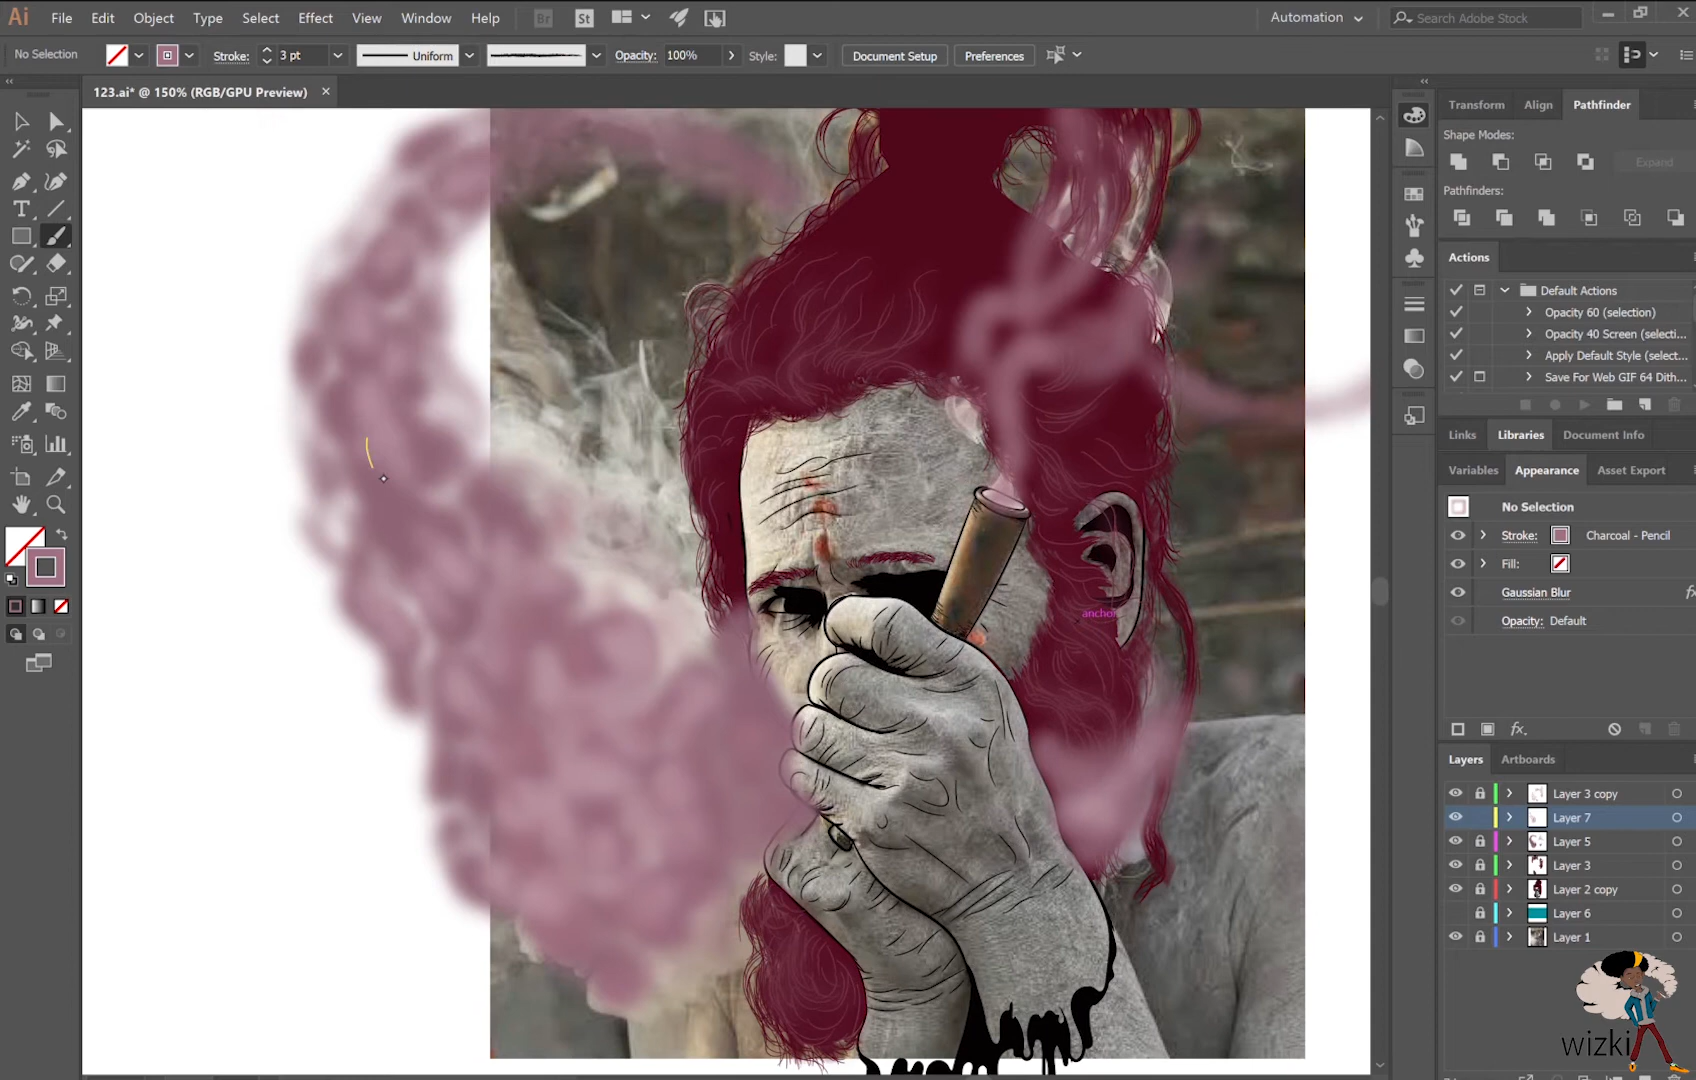 Ai File Edit Object Type Select Effect View Window Help Br St Automation Search Adobe Stock
No Selection Stroke: 3 pt Uniform Opacity: 100% Style: Document Setup Preferences
123.ai* @ 150% (RGB/GPU Preview)
Transform Align Pathfinder
Shape Modes:
Expand
Pathfinders:
Actions
Default Actions
Opacity 60 (selection)
Opacity 40 Screen (selecti...
Apply Default Style (select...
Save For Web GIF 64 Dith...
Links Libraries Document Info
Variables Appearance Asset Export
No Selection
Stroke: Charcoal - Pencil
Fill:
Gaussian Blur
Opacity: Default
fx
Layers Artboards
Layer 3 copy
Layer 7
Layer 5
Layer 3
Layer 2 copy
Layer 6
Layer 1
anchor
wizki